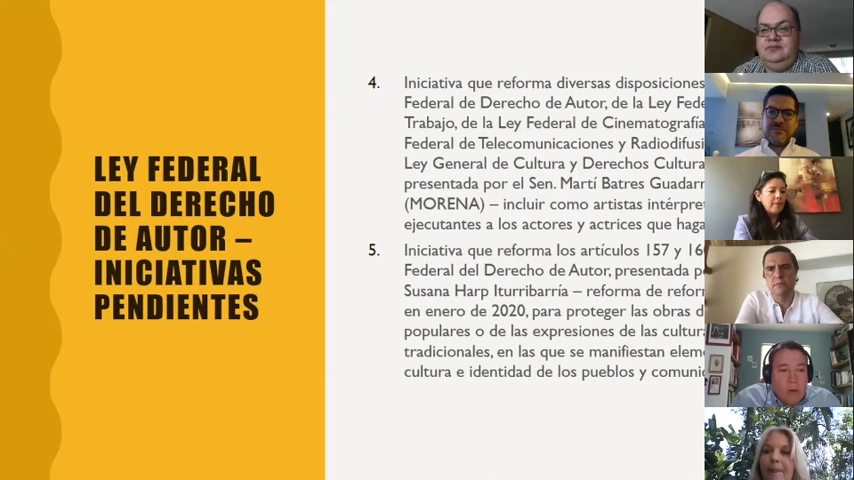 LEY FEDERAL
DEL DERECHO
DE AUTOR –
INICIATIVAS
PENDIENTES
4. Iniciativa que reforma diversas disposiciones
Federal de Derecho de Autor, de la Ley Fede
Trabajo, de la Ley Federal de Cinematografía
Federal de Telecomunicaciones y Radiodifusi
Ley General de Cultura y Derechos Cultura
presentada por el Sen. Martí Batres Guadarr
(MORENA) – incluir como artistas intérpret
ejecutantes a los actores y actrices que haga
5. Iniciativa que reforma los artículos 157 y 16
Federal del Derecho de Autor, presentada po
Susana Harp Iturribarría – reforma de refor
en enero de 2020, para proteger las obras d
populares o de las expresiones de las cultura
tradicionales, en las que se manifiestan elem
cultura e identidad de los pueblos y comunic